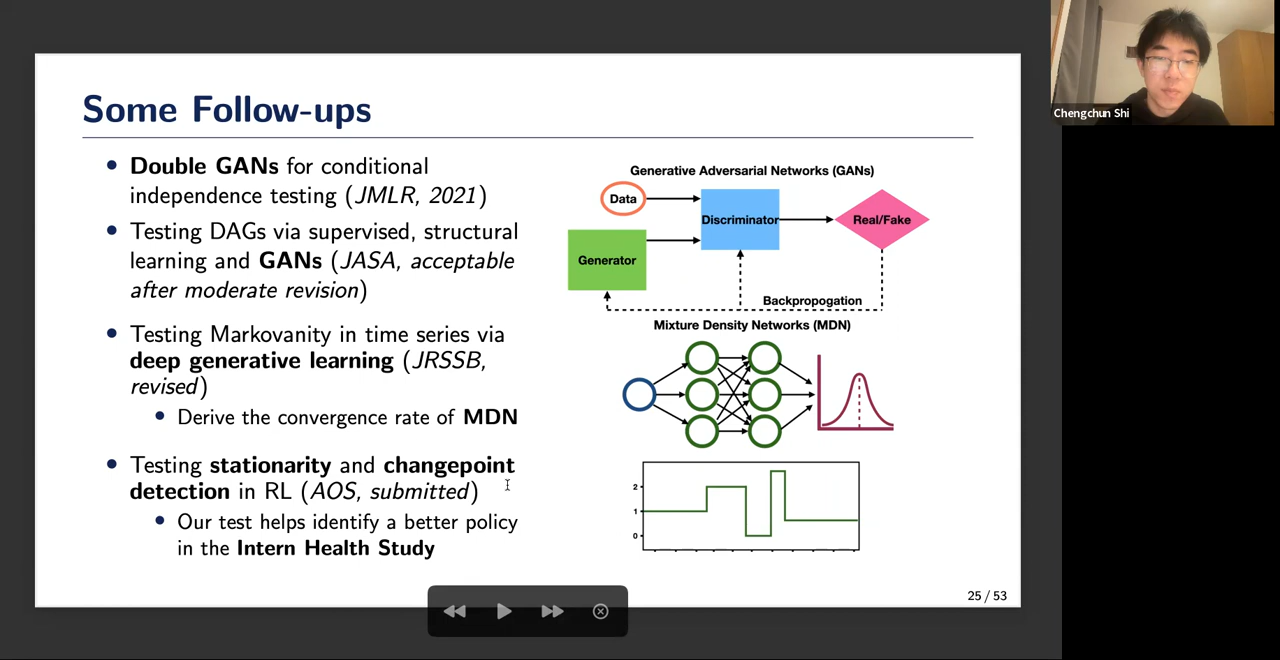 Some Follow-ups
Double GANs for conditional
independence testing (JMLR, 2021)
Testing DAGs via supervised, structural
learning and GANs (JASA, acceptable
after moderate revision)
Testing Markovanity in time series via
deep generative learning (JRSSB,
revised)
Derive the convergence rate of MDN
Testing stationarity and changepoint
detection in RL (AOS, submitted)
Our test helps identify a better policy
in the Intern Health Study
Generative Adversarial Networks (GANs)
Data
Discriminator
Real/Fake
Generator
Backpropogation
Mixture Density Networks (MDN)
2
1
0
25 / 53
Chengchun Shi